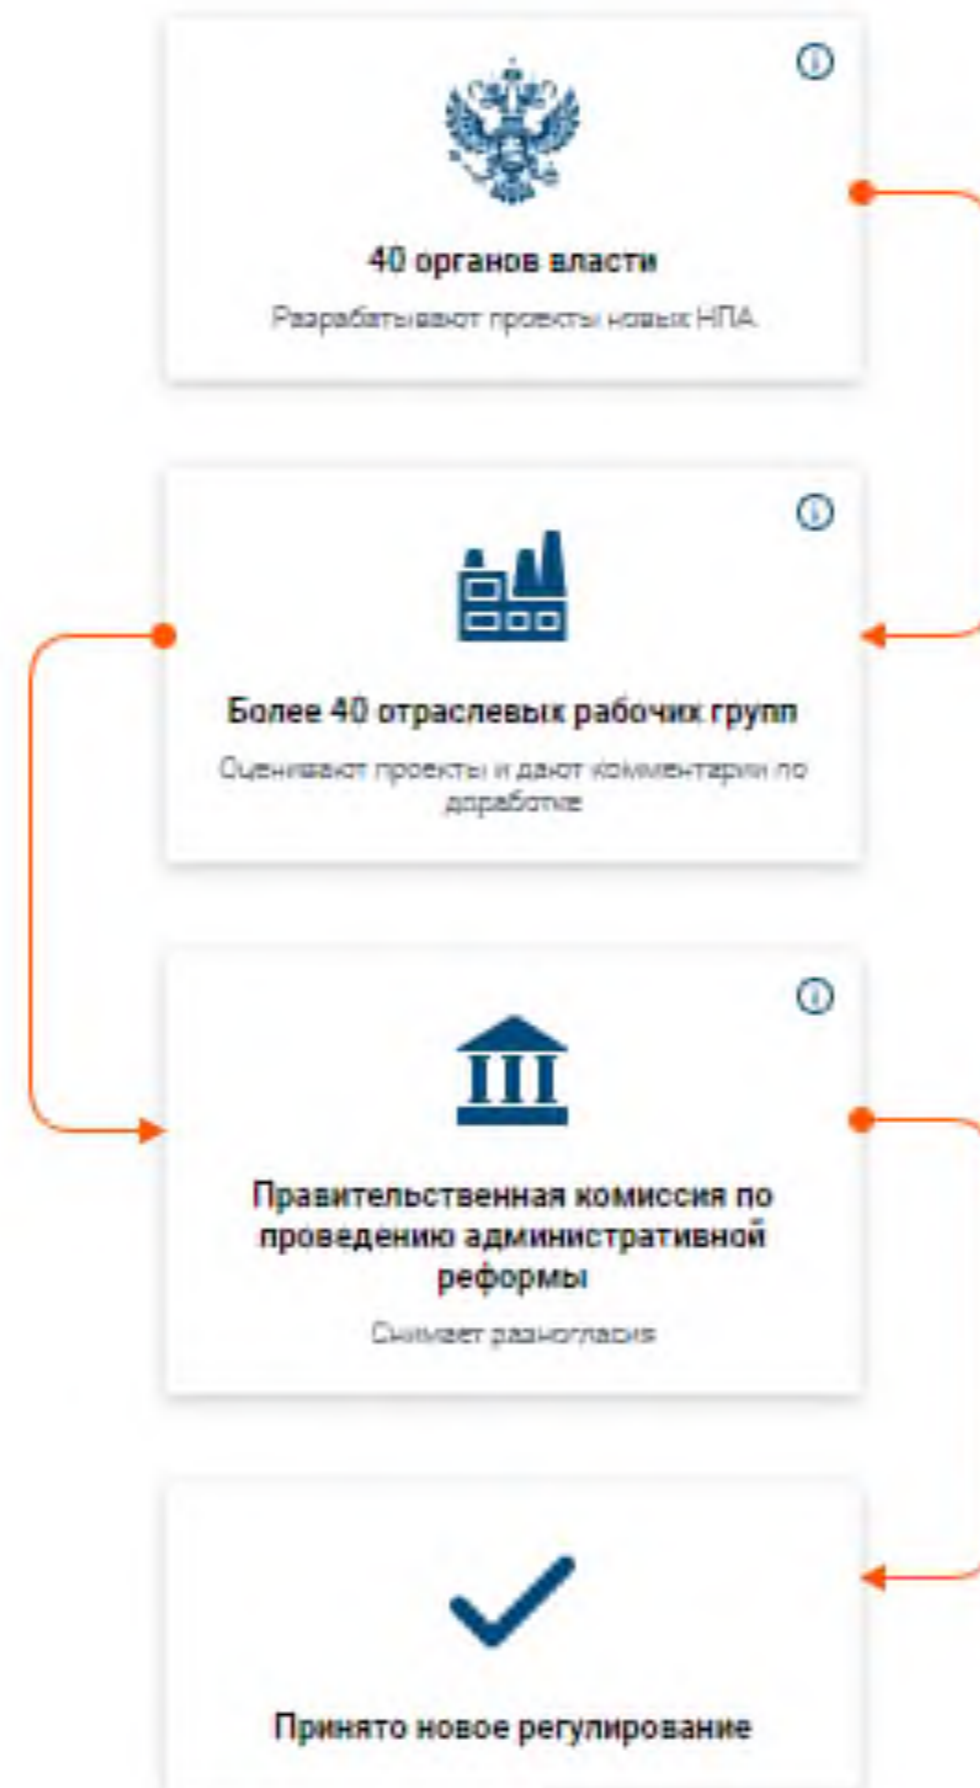 40 органов власти
Разрабатывают проекты новых НПА
Более 40 отраслевых рабочих групп
Оценивают проекты и дают комментарии по
доработке
Правительственная комиссия по
проведению административной
реформы
Снимает разногласия
Принято новое регулирование